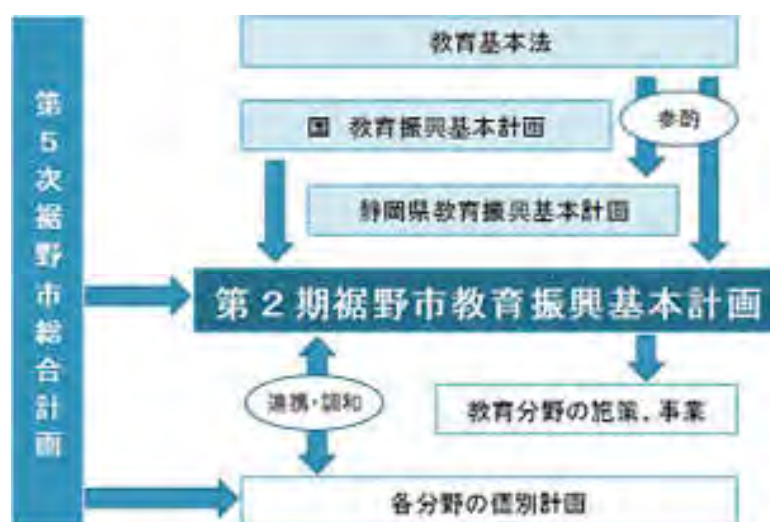 第5次裾野市総合計画
教育基本法
国 教育振興基本計画
参酌
静岡県教育振興基本計画
第2期裾野市教育振興基本計画
連携・調和
教育分野の施策、事業
各分野の個別計画